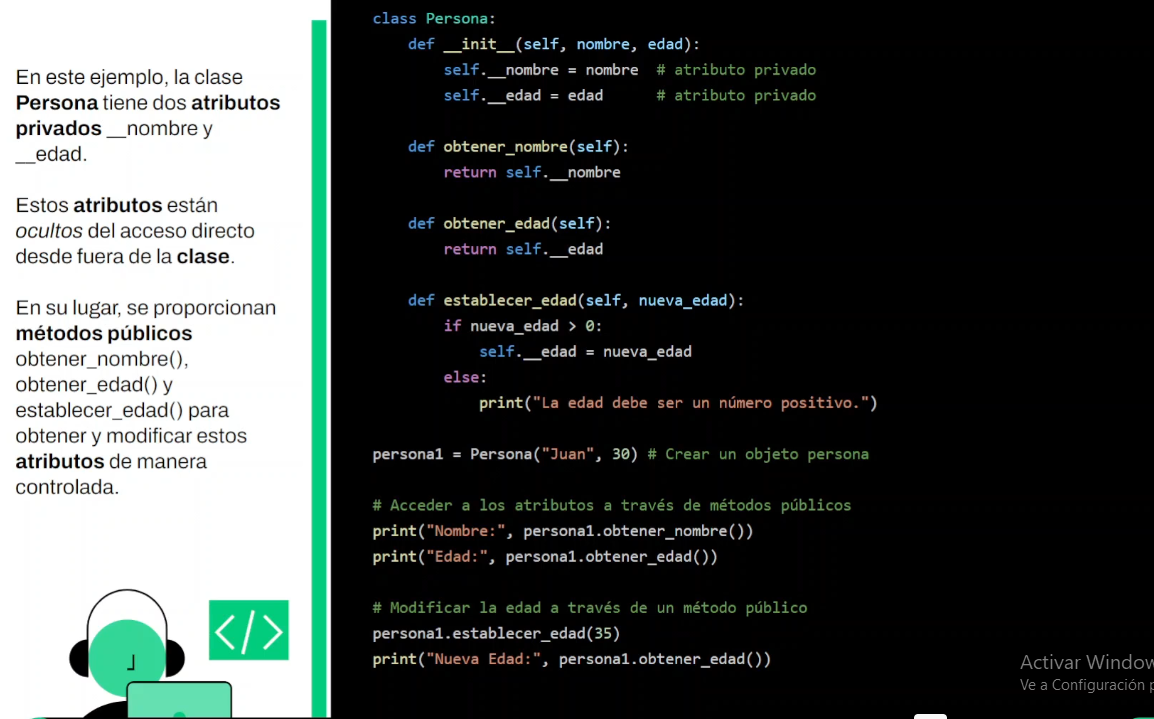 En este ejemplo, la clase
Persona tiene dos atributos
privados __nombre y
__edad.
Estos atributos están
ocultos del acceso directo
desde fuera de la clase.
En su lugar, se proporcionan
métodos públicos
obtener_nombre(),
obtener_edad() y
establecer_edad() para
obtener y modificar estos
atributos de manera
controlada.
</>
class Persona:
    def __init__(self, nombre, edad):
        self.__nombre = nombre  # atributo privado
        self.__edad = edad      # atributo privado
    def obtener_nombre(self):
        return self.__nombre
    def obtener_edad(self):
        return self.__edad
    def establecer_edad(self, nueva_edad):
        if nueva_edad > 0:
            self.__edad = nueva_edad
        else:
            print("La edad debe ser un número positivo.")
persona1 = Persona("Juan", 30) # Crear un objeto persona
# Acceder a los atributos a través de métodos públicos
print("Nombre:", persona1.obtener_nombre())
print("Edad:", persona1.obtener_edad())
# Modificar la edad a través de un método público
persona1.establecer_edad(35)
print("Nueva Edad:", persona1.obtener_edad())
Activar Window
Ve a Configuración p